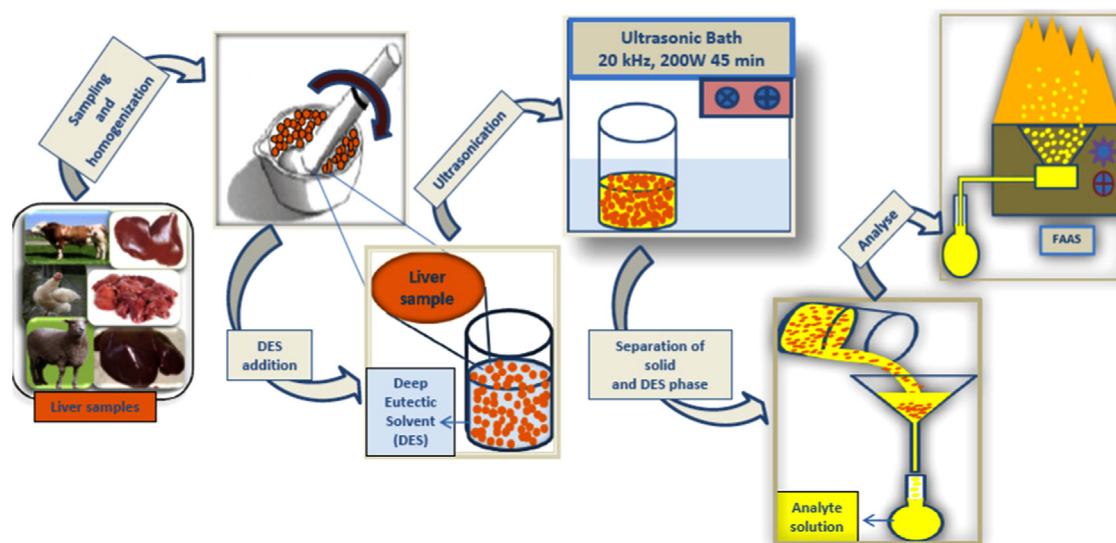 Sampling
and
homogenization
Liver samples
DES
addition
Liver
sample
Deep
Eutectic
Solvent
(DES)
Ultrasonication
Ultrasonic Bath
20 kHz, 200W 45 min
Separation of
solid
and DES phase
Analyte
solution
Analyse
FAAS